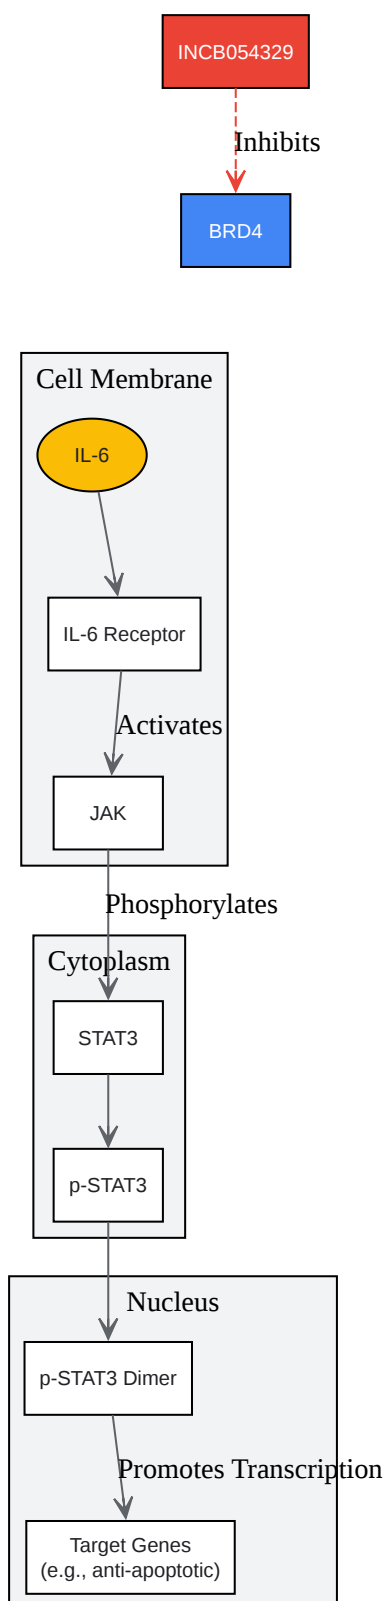 INCB054329
Inhibits
BRD4
Cell Membrane
IL-6
IL-6 Receptor
Activates
JAK
Phosphorylates
Cytoplasm
STAT3
p-STAT3
Nucleus
p-STAT3 Dimer
Promotes Transcription
Target Genes
(e.g., anti-apoptotic)